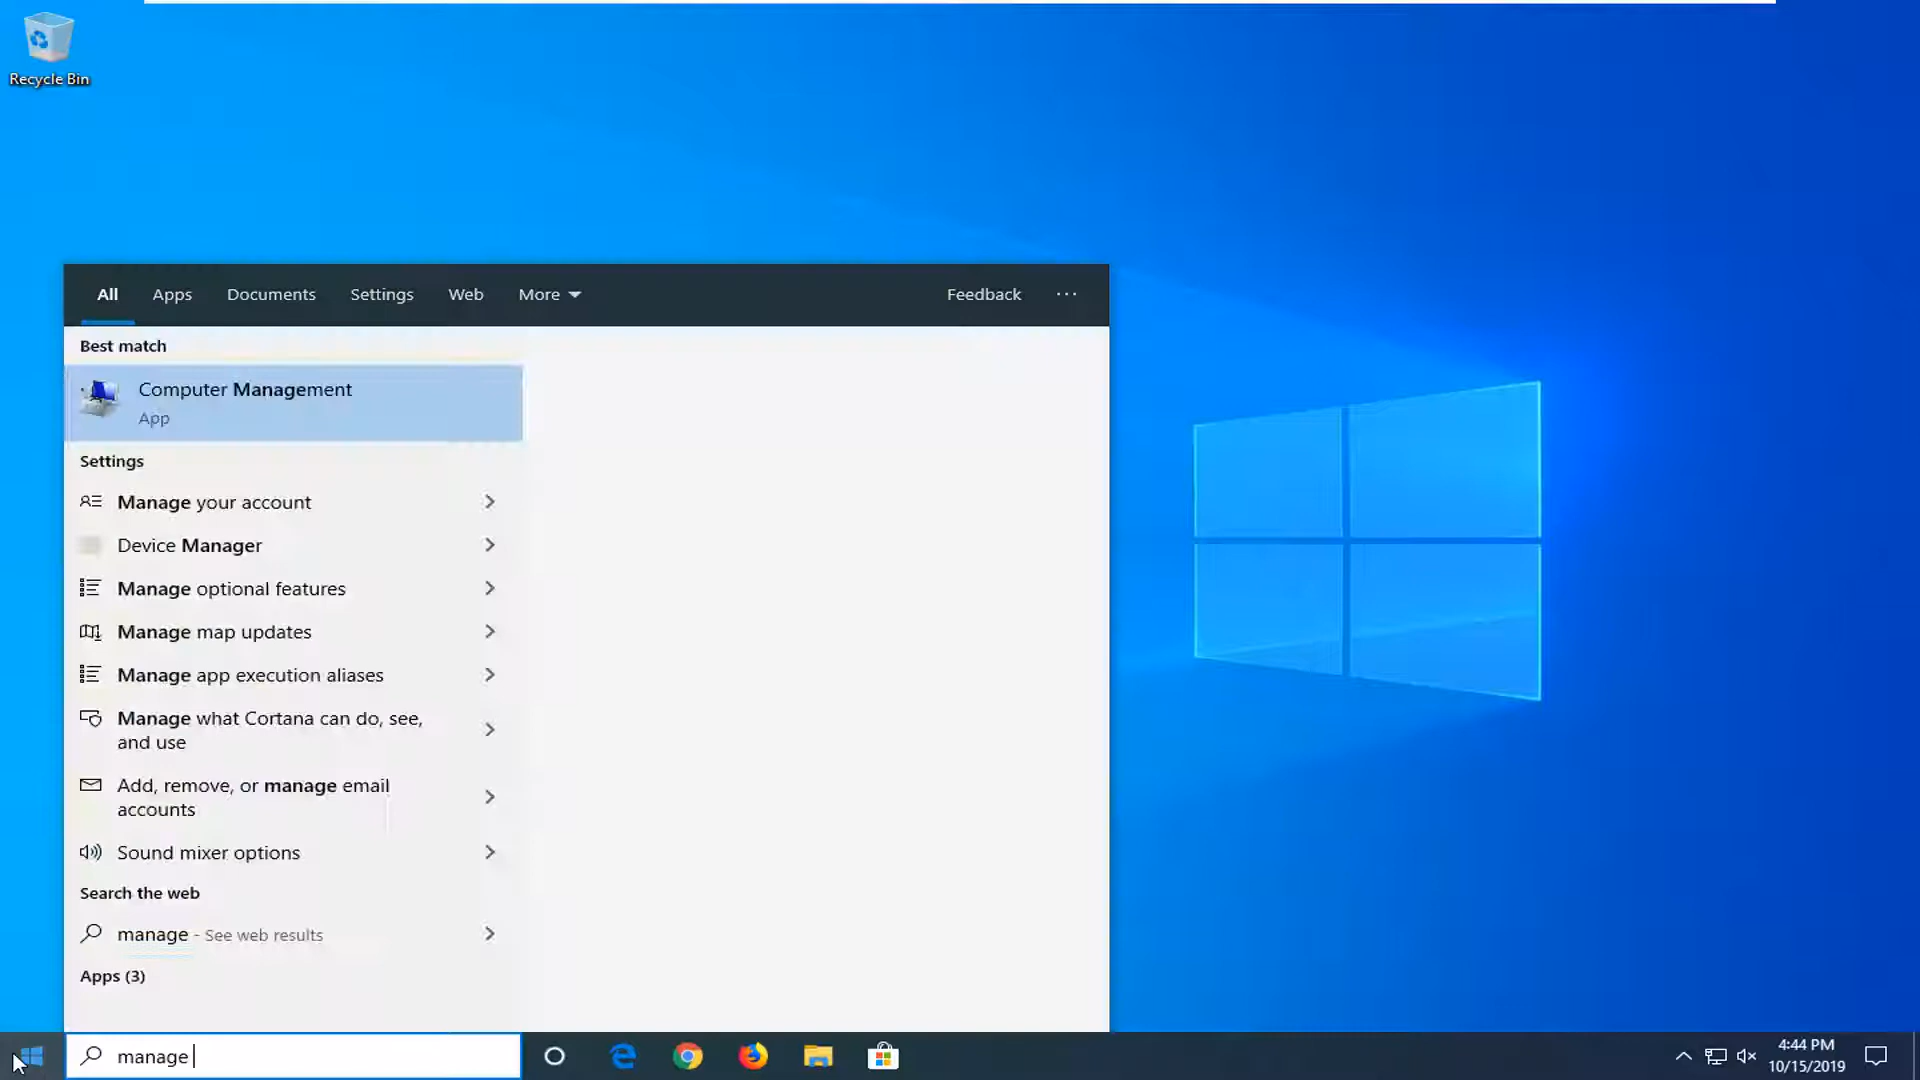 Recycle Bin
All Apps Documents Settings Web More Feedback ...
Best match
Computer Management
App
Settings
Manage your account
Device Manager
Manage optional features
Manage map updates
Manage app execution aliases
Manage what Cortana can do, see,
and use
Add, remove, or manage email
accounts
Sound mixer options
Search the web
manage - See web results
Apps (3)
manage
4:44 PM
10/15/2019